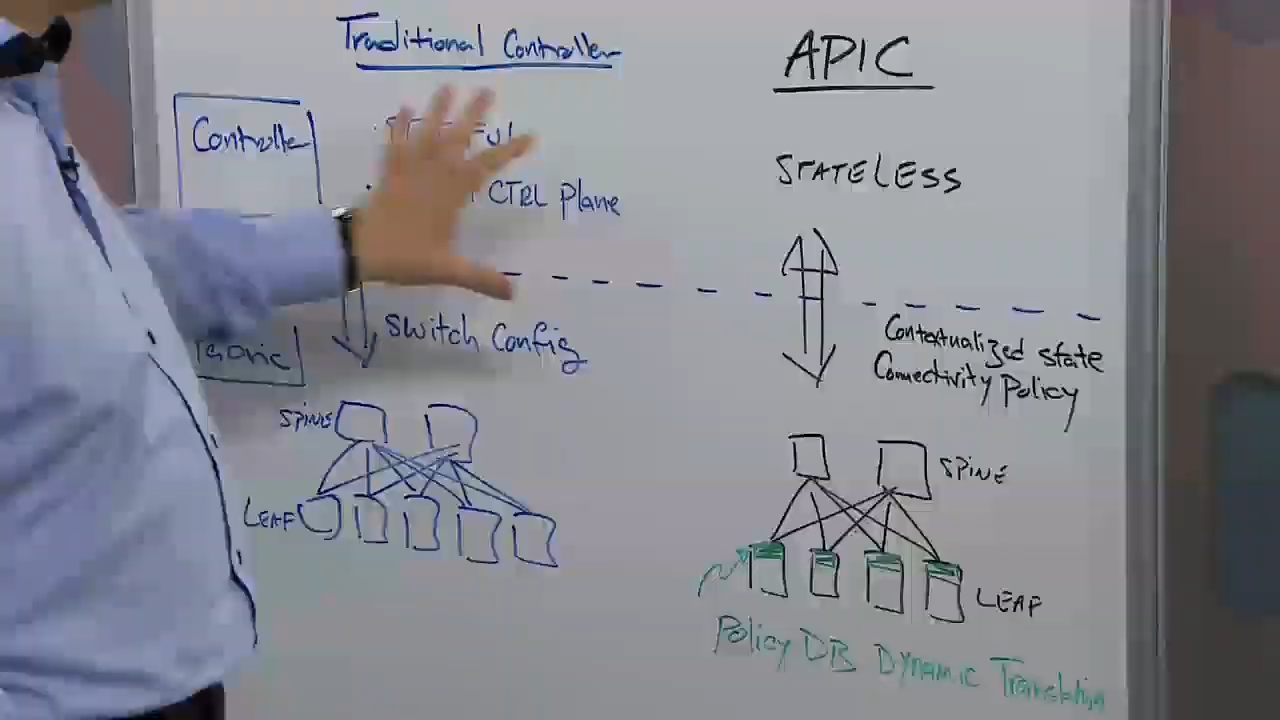 Traditional Controller
Controller
CTRL Plane
Switch Config
SPINE
LEAF
APIC
STATELESS
Contextualized state
Connectivity Policy
SPINE
LEAF
Policy DB Dynamic Translation